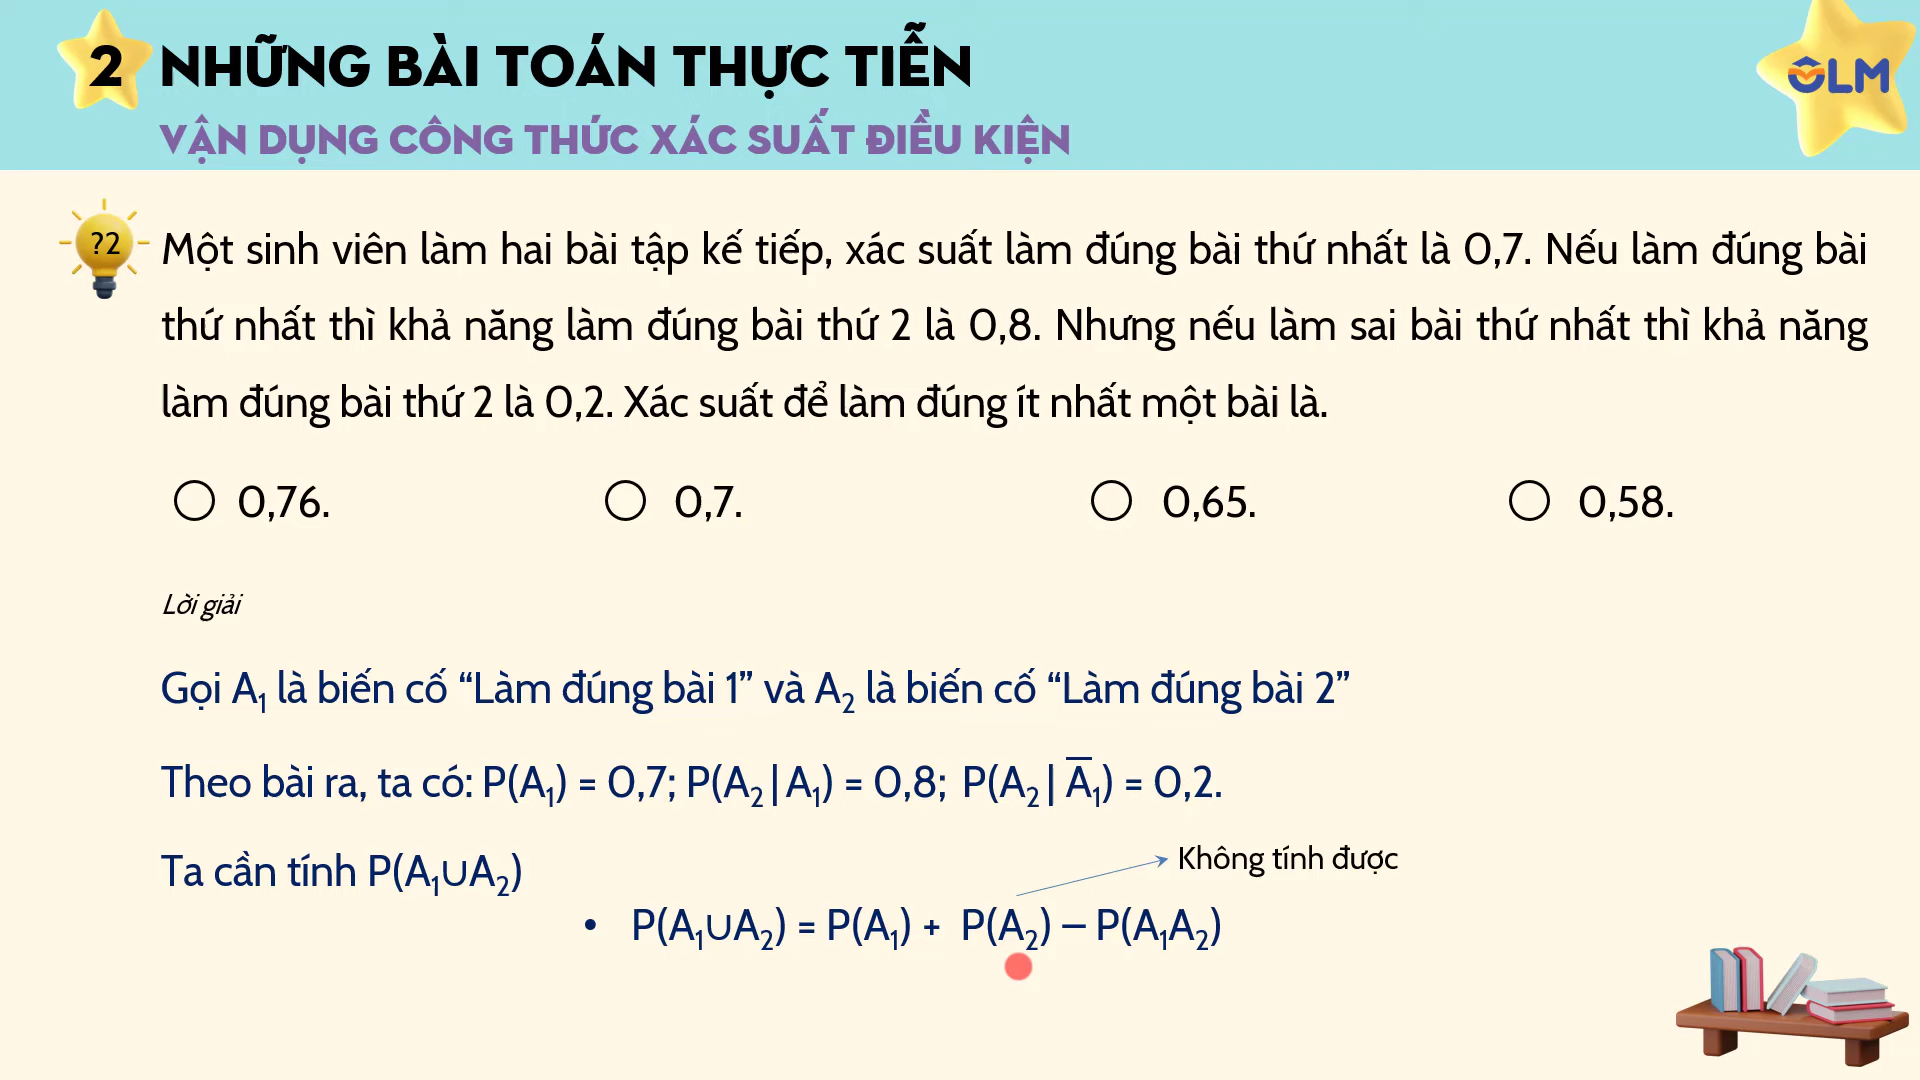 2 NHỮNG BÀI TOÁN THỰC TIỄN
OLM
VẬN DỤNG CÔNG THỨC XÁC SUẤT ĐIỀU KIỆN
?2 Một sinh viên làm hai bài tập kế tiếp, xác suất làm đúng bài thứ nhất là 0,7. Nếu làm đúng bài
thứ nhất thì khả năng làm đúng bài thứ 2 là 0,8. Nhưng nếu làm sai bài thứ nhất thì khả năng
làm đúng bài thứ 2 là 0,2. Xác suất để làm đúng ít nhất một bài là.
0,76. 0,7. 0,65. 0,58.
Lời giải
Gọi A₁ là biến cố “Làm đúng bài 1” và A₂ là biến cố “Làm đúng bài 2”
Theo bài ra, ta có: P(A₁) = 0,7; P(A₂|A₁) = 0,8; P(A₂|A̅₁) = 0,2.
Ta cần tính P(A₁∪A₂)
Không tính được
• P(A₁∪A₂) = P(A₁) + P(A₂) – P(A₁A₂)